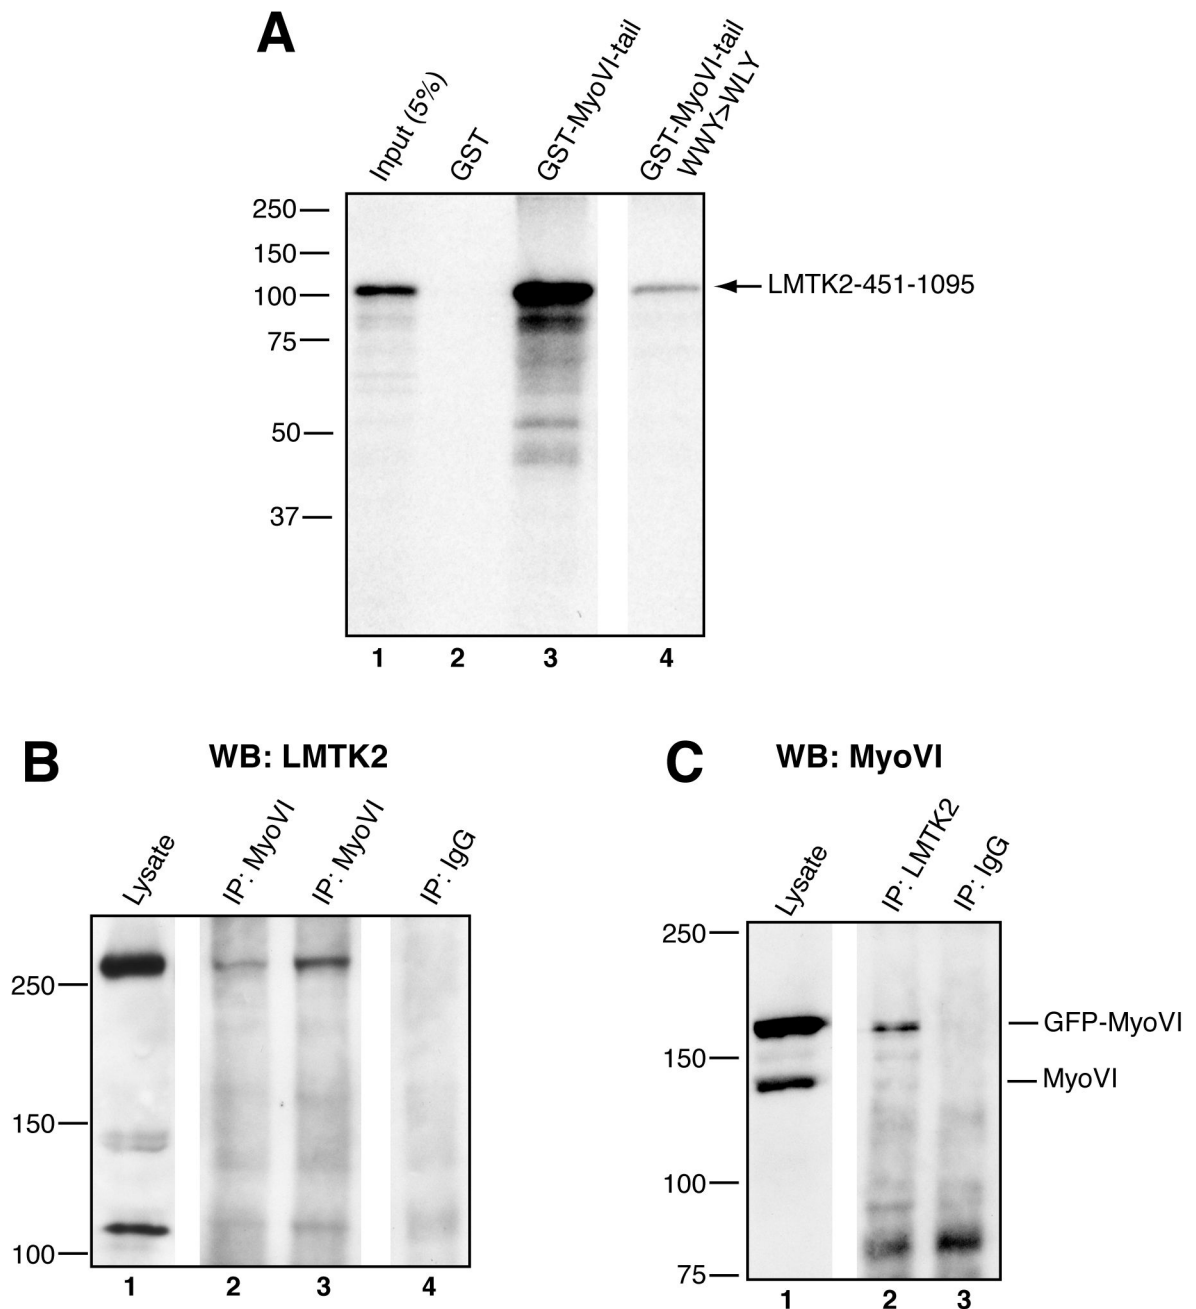 A
Input (5%)
GST
GST-MyoVI-tail
GST-MyoVI-tail
WWY>WLY
250
150
100
75
50
37
LMTK2-451-1095
1
2
3
4
B
WB: LMTK2
Lysate
IP: MyoVI
IP: MyoVI
IP: IgG
250
150
100
1
2
3
4
C
WB: MyoVI
Lysate
IP: LMTK2
IP: IgG
250
150
100
75
GFP-MyoVI
MyoVI
1
2
3